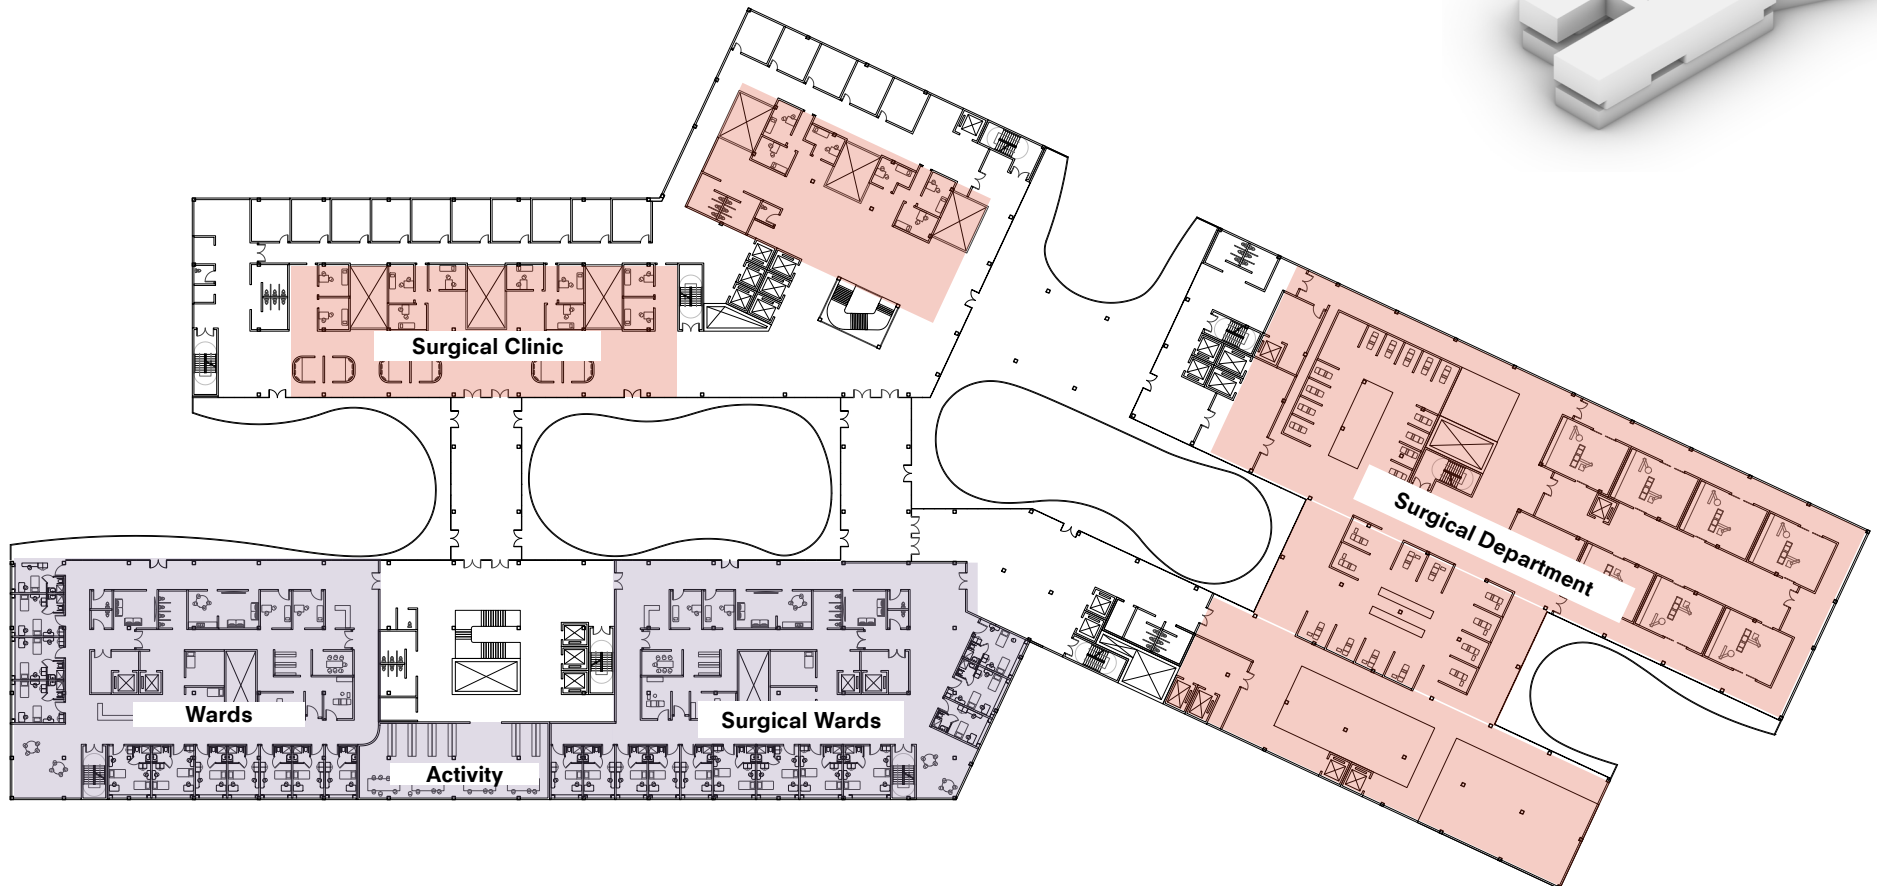 Surgical Clinic
Surgical Department
Wards
Surgical Wards
Activity